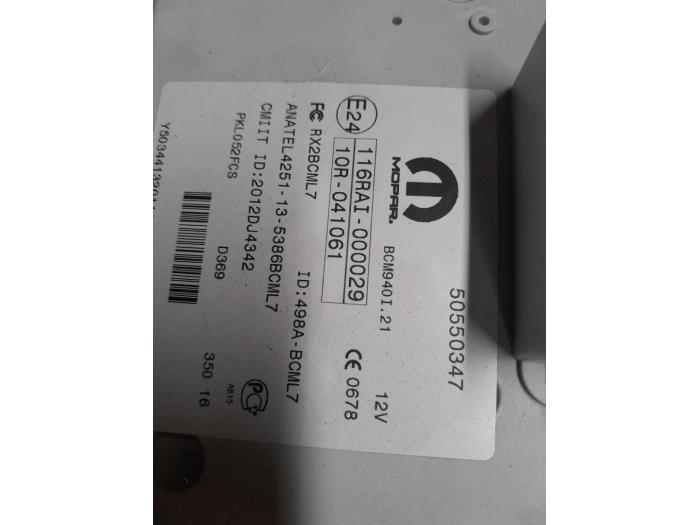 50550347
MOPAR.
BCM940I.21
12V
E24
116RAI-000029
10R-041061
CE 0678
FC RX2BCML7
ID:498A-BCML7
ANATEL4251-13-5386BCML7
CMIIT ID:2012DJ4342
PKL052FCS
D369
350 16
AB15